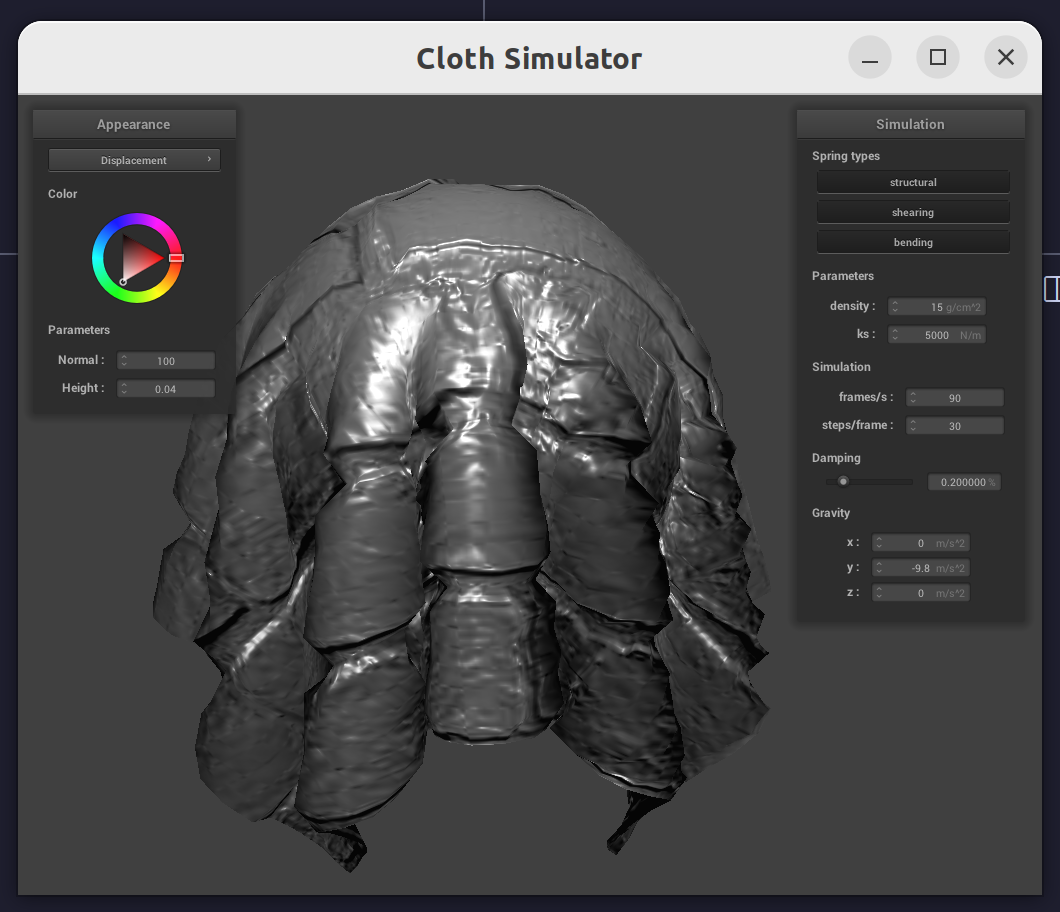 Cloth Simulator
Appearance
Displacement
Color
Parameters
Normal : 100
Height : 0.04
Simulation
Spring types
structural
shearing
bending
Parameters
density : 15 g/cm^2
ks : 5000 N/m
Simulation
frames/s : 90
steps/frame : 30
Damping
0.200000 %
Gravity
x : 0 m/s^2
y : -9.8 m/s^2
z : 0 m/s^2